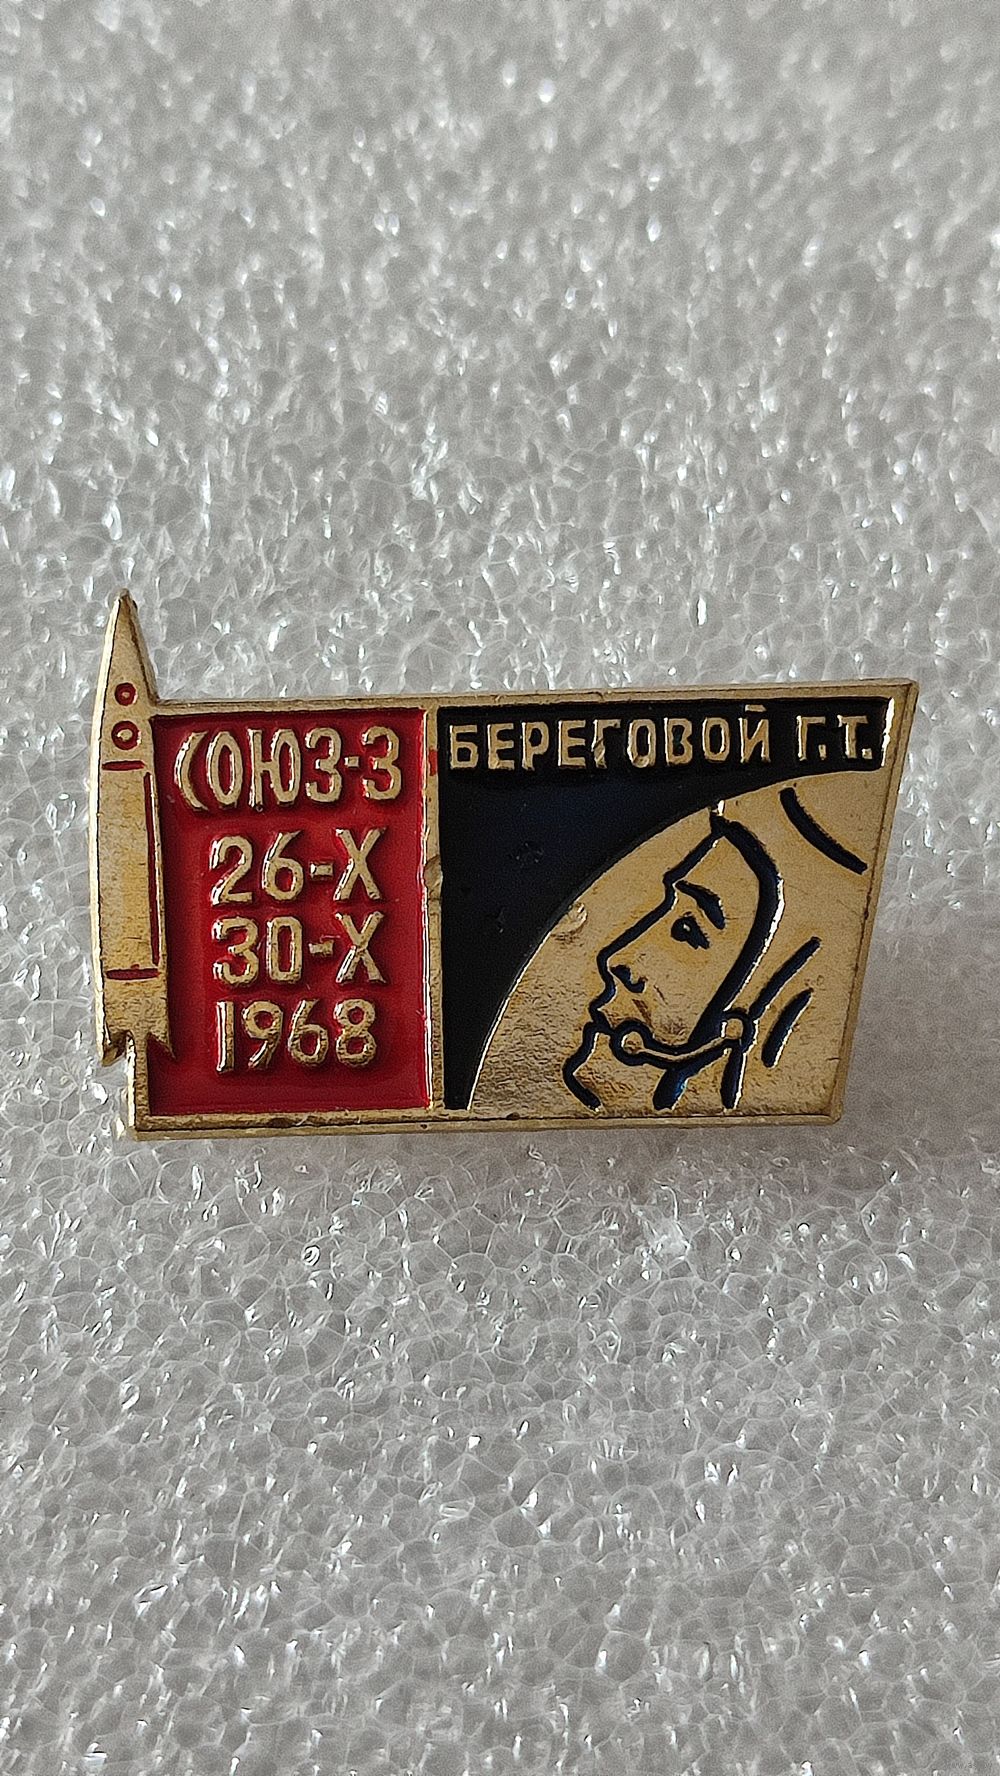 СОЮЗ-3
26-X
30-X
1968
БЕРЕГОВОЙ Г.Т.